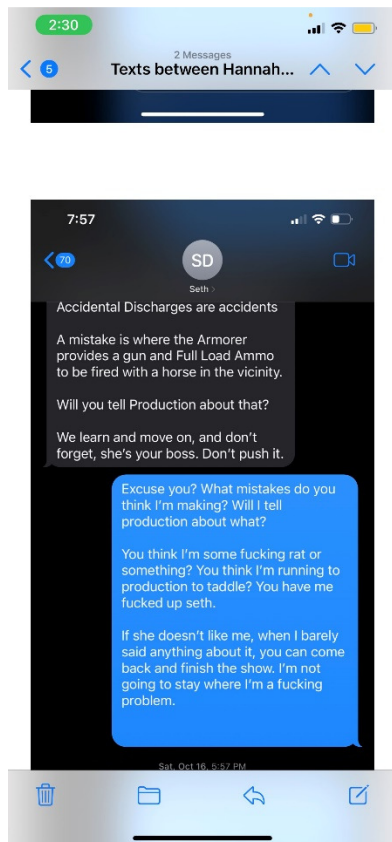 2:30
5
2 Messages
Texts between Hannah...
7:57
70
SD
Seth >
Accidental Discharges are accidents
A mistake is where the Armorer
provides a gun and Full Load Ammo
to be fired with a horse in the vicinity.
Will you tell Production about that?
We learn and move on, and don't
forget, she's your boss. Don't push it.
Excuse you? What mistakes do you
think I'm making? Will I tell
production about what?
You think I'm some fucking rat or
something? You think I'm running to
production to taddle? You have me
fucked up seth.
If she doesn't like me, when I barely
said anything about it, you can come
back and finish the show. I'm not
going to stay where I'm a fucking
problem.
Sat, Oct 16, 5:57 PM